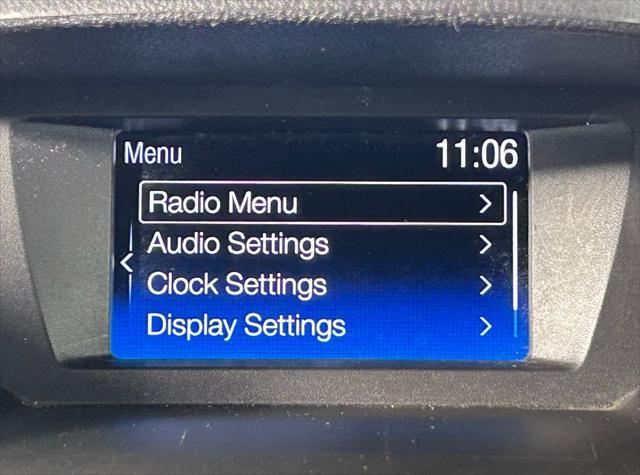 Menu 11:06
Radio Menu >
Audio Settings >
Clock Settings >
Display Settings >